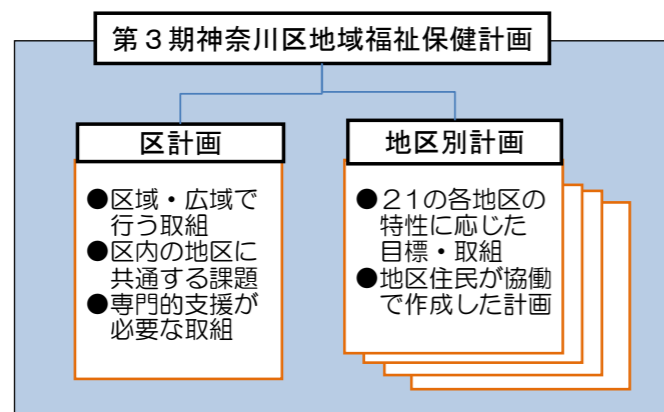 第３期神奈川区地域福祉保健計画
区計画
●区域・広域で
行う取組
●区内の地区に
共通する課題
●専門的支援が
必要な取組
地区別計画
●２１の各地区の
特性に応じた
目標・取組
●地区住民が協働
で作成した計画